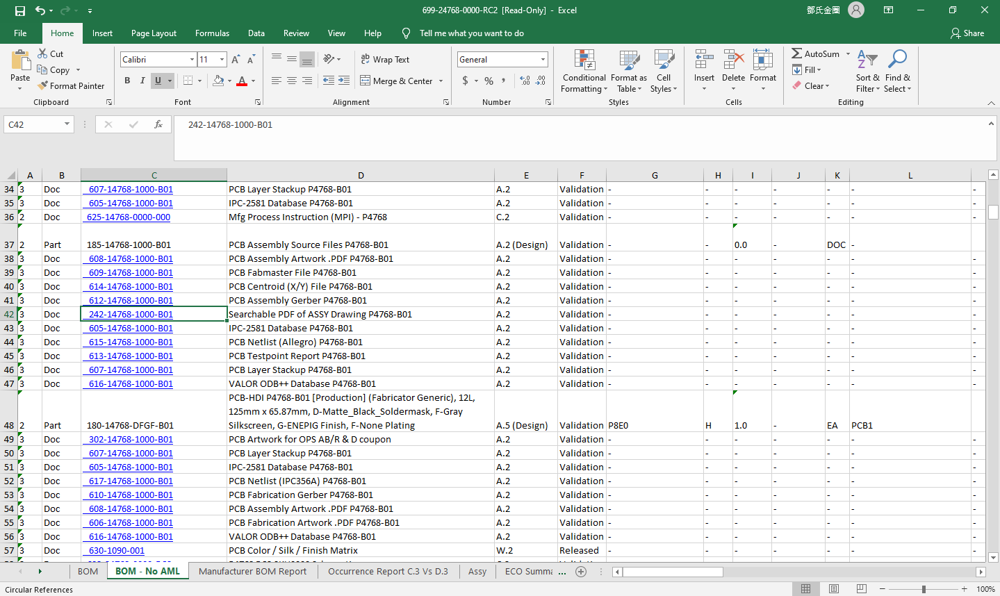 699-24768-0000-RC2 [Read-Only] - Excel
鄧氏金圈
File Home Insert Page Layout Formulas Data Review View Help Tell me what you want to do Share
Paste Cut Copy Format Painter Clipboard
Calibri 11 B I U A Font
Wrap Text Merge & Center Alignment
General $ % , Number
Conditional Formatting Format as Table Cell Styles Styles
Insert Delete Format Cells
AutoSum Fill Clear Sort & Filter Find & Select Editing
C42 fx 242-14768-1000-B01
A B C D E F G H I J K L
34 3 Doc 607-14768-1000-B01 PCB Layer Stackup P4768-B01 A.2 Validation - - - - - - -
35 3 Doc 605-14768-1000-B01 IPC-2581 Database P4768-B01 A.2 Validation - - - - - - -
36 2 Doc 625-14768-0000-000 Mfg Process Instruction (MPI) - P4768 C.2 Validation - - - - - - -
37 2 Part 185-14768-1000-B01 PCB Assembly Source Files P4768-B01 A.2 (Design) Validation - - 0.0 - DOC -
38 3 Doc 608-14768-1000-B01 PCB Assembly Artwork .PDF P4768-B01 A.2 Validation - - - - - - -
39 3 Doc 609-14768-1000-B01 PCB Fabmaster File P4768-B01 A.2 Validation - - - - - - -
40 3 Doc 614-14768-1000-B01 PCB Centroid (X/Y) File P4768-B01 A.2 Validation - - - - - - -
41 3 Doc 612-14768-1000-B01 PCB Assembly Gerber P4768-B01 A.2 Validation - - - - - - -
42 3 Doc 242-14768-1000-B01 Searchable PDF of ASSY Drawing P4768-B01 A.2 Validation - - - - - - -
43 3 Doc 605-14768-1000-B01 IPC-2581 Database P4768-B01 A.2 Validation - - - - - - -
44 3 Doc 615-14768-1000-B01 PCB Netlist (Allegro) P4768-B01 A.2 Validation - - - - - - -
45 3 Doc 613-14768-1000-B01 PCB Testpoint Report P4768-B01 A.2 Validation - - - - - - -
46 3 Doc 607-14768-1000-B01 PCB Layer Stackup P4768-B01 A.2 Validation - - - - - - -
47 3 Doc 616-14768-1000-B01 VALOR ODB++ Database P4768-B01 A.2 Validation - - - - - - -
PCB-HDI P4768-B01 [Production] (Fabricator Generic), 12L,
125mm x 65.87mm, D-Matte_Black_Soldermask, F-Gray
48 2 Part 180-14768-DFGF-B01 Silkscreen, G-ENEPIG Finish, F-None Plating A.5 (Design) Validation P8E0 H 1.0 - EA PCB1
49 3 Doc 302-14768-1000-B01 PCB Artwork for OPS AB/R & D coupon A.2 Validation - - - - - - -
50 3 Doc 607-14768-1000-B01 PCB Layer Stackup P4768-B01 A.2 Validation - - - - - - -
51 3 Doc 605-14768-1000-B01 IPC-2581 Database P4768-B01 A.2 Validation - - - - - - -
52 3 Doc 617-14768-1000-B01 PCB Netlist (IPC356A) P4768-B01 A.2 Validation - - - - - - -
53 3 Doc 610-14768-1000-B01 PCB Fabrication Gerber P4768-B01 A.2 Validation - - - - - - -
54 3 Doc 608-14768-1000-B01 PCB Assembly Artwork .PDF P4768-B01 A.2 Validation - - - - - - -
55 3 Doc 606-14768-1000-B01 PCB Fabrication Artwork .PDF P4768-B01 A.2 Validation - - - - - - -
56 3 Doc 616-14768-1000-B01 VALOR ODB++ Database P4768-B01 A.2 Validation - - - - - - -
57 3 Doc 630-1090-001 PCB Color / Silk / Finish Matrix W.2 Released - - - - - - -
BOM BOM - No AML Manufacturer BOM Report Occurrence Report C.3 Vs D.3 Assy ECO Summa ...
Circular References 100%